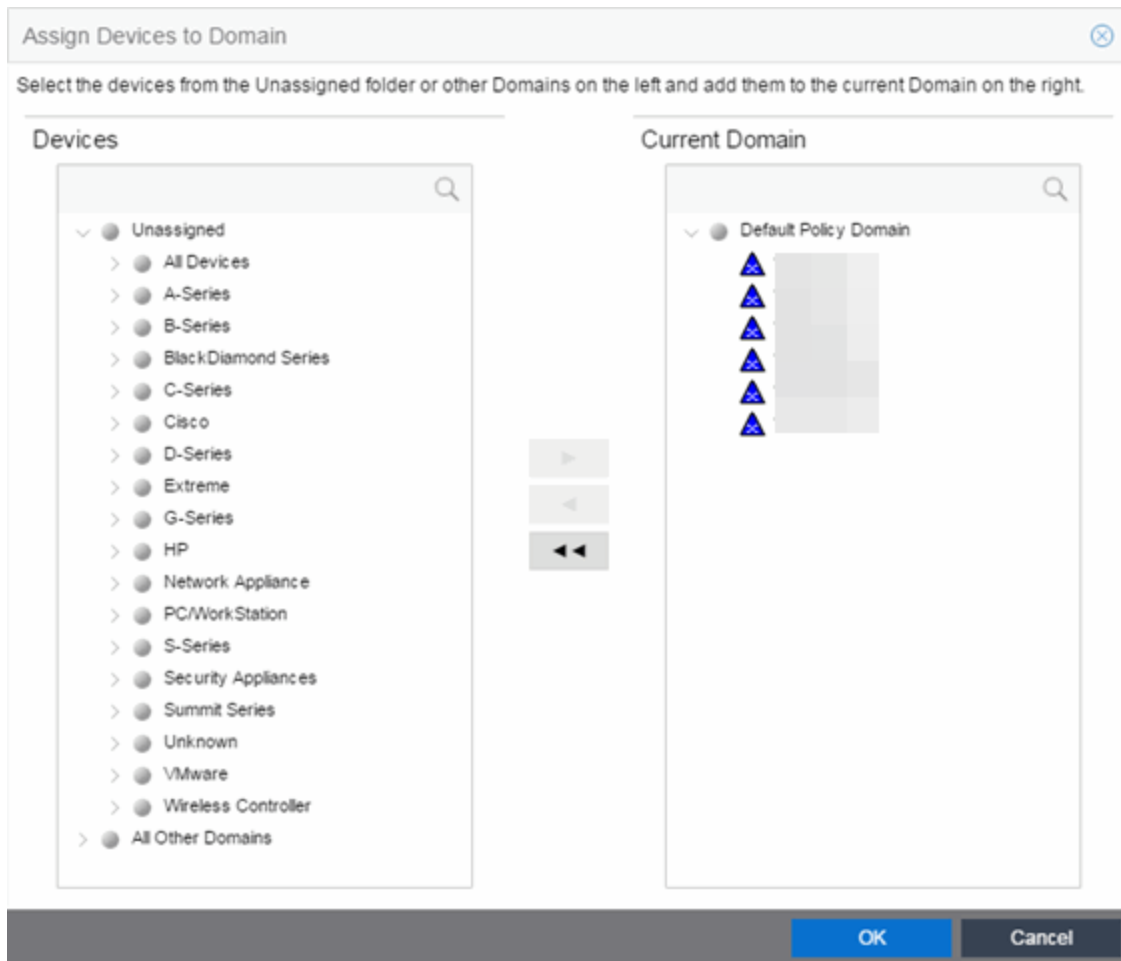 Assign Devices to Domain
Select the devices from the Unassigned folder or other Domains on the left and add them to the current Domain on the right.
Devices
Unassigned
All Devices
A-Series
B-Series
BlackDiamond Series
C-Series
Cisco
D-Series
Extreme
G-Series
HP
Network Appliance
PC/WorkStation
S-Series
Security Appliances
Summit Series
Unknown
VMware
Wireless Controller
All Other Domains
Current Domain
Default Policy Domain
OK
Cancel